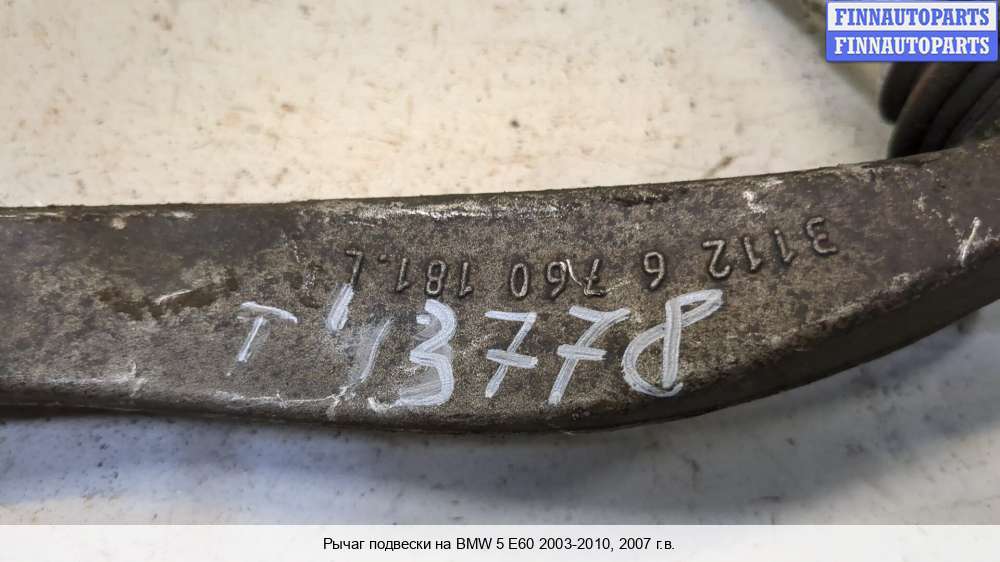 FINNAUTOPARTS
FINNAUTOPARTS
3112 6 760 181.L
T 13778
Рычаг подвески на BMW 5 E60 2003-2010, 2007 г.в.